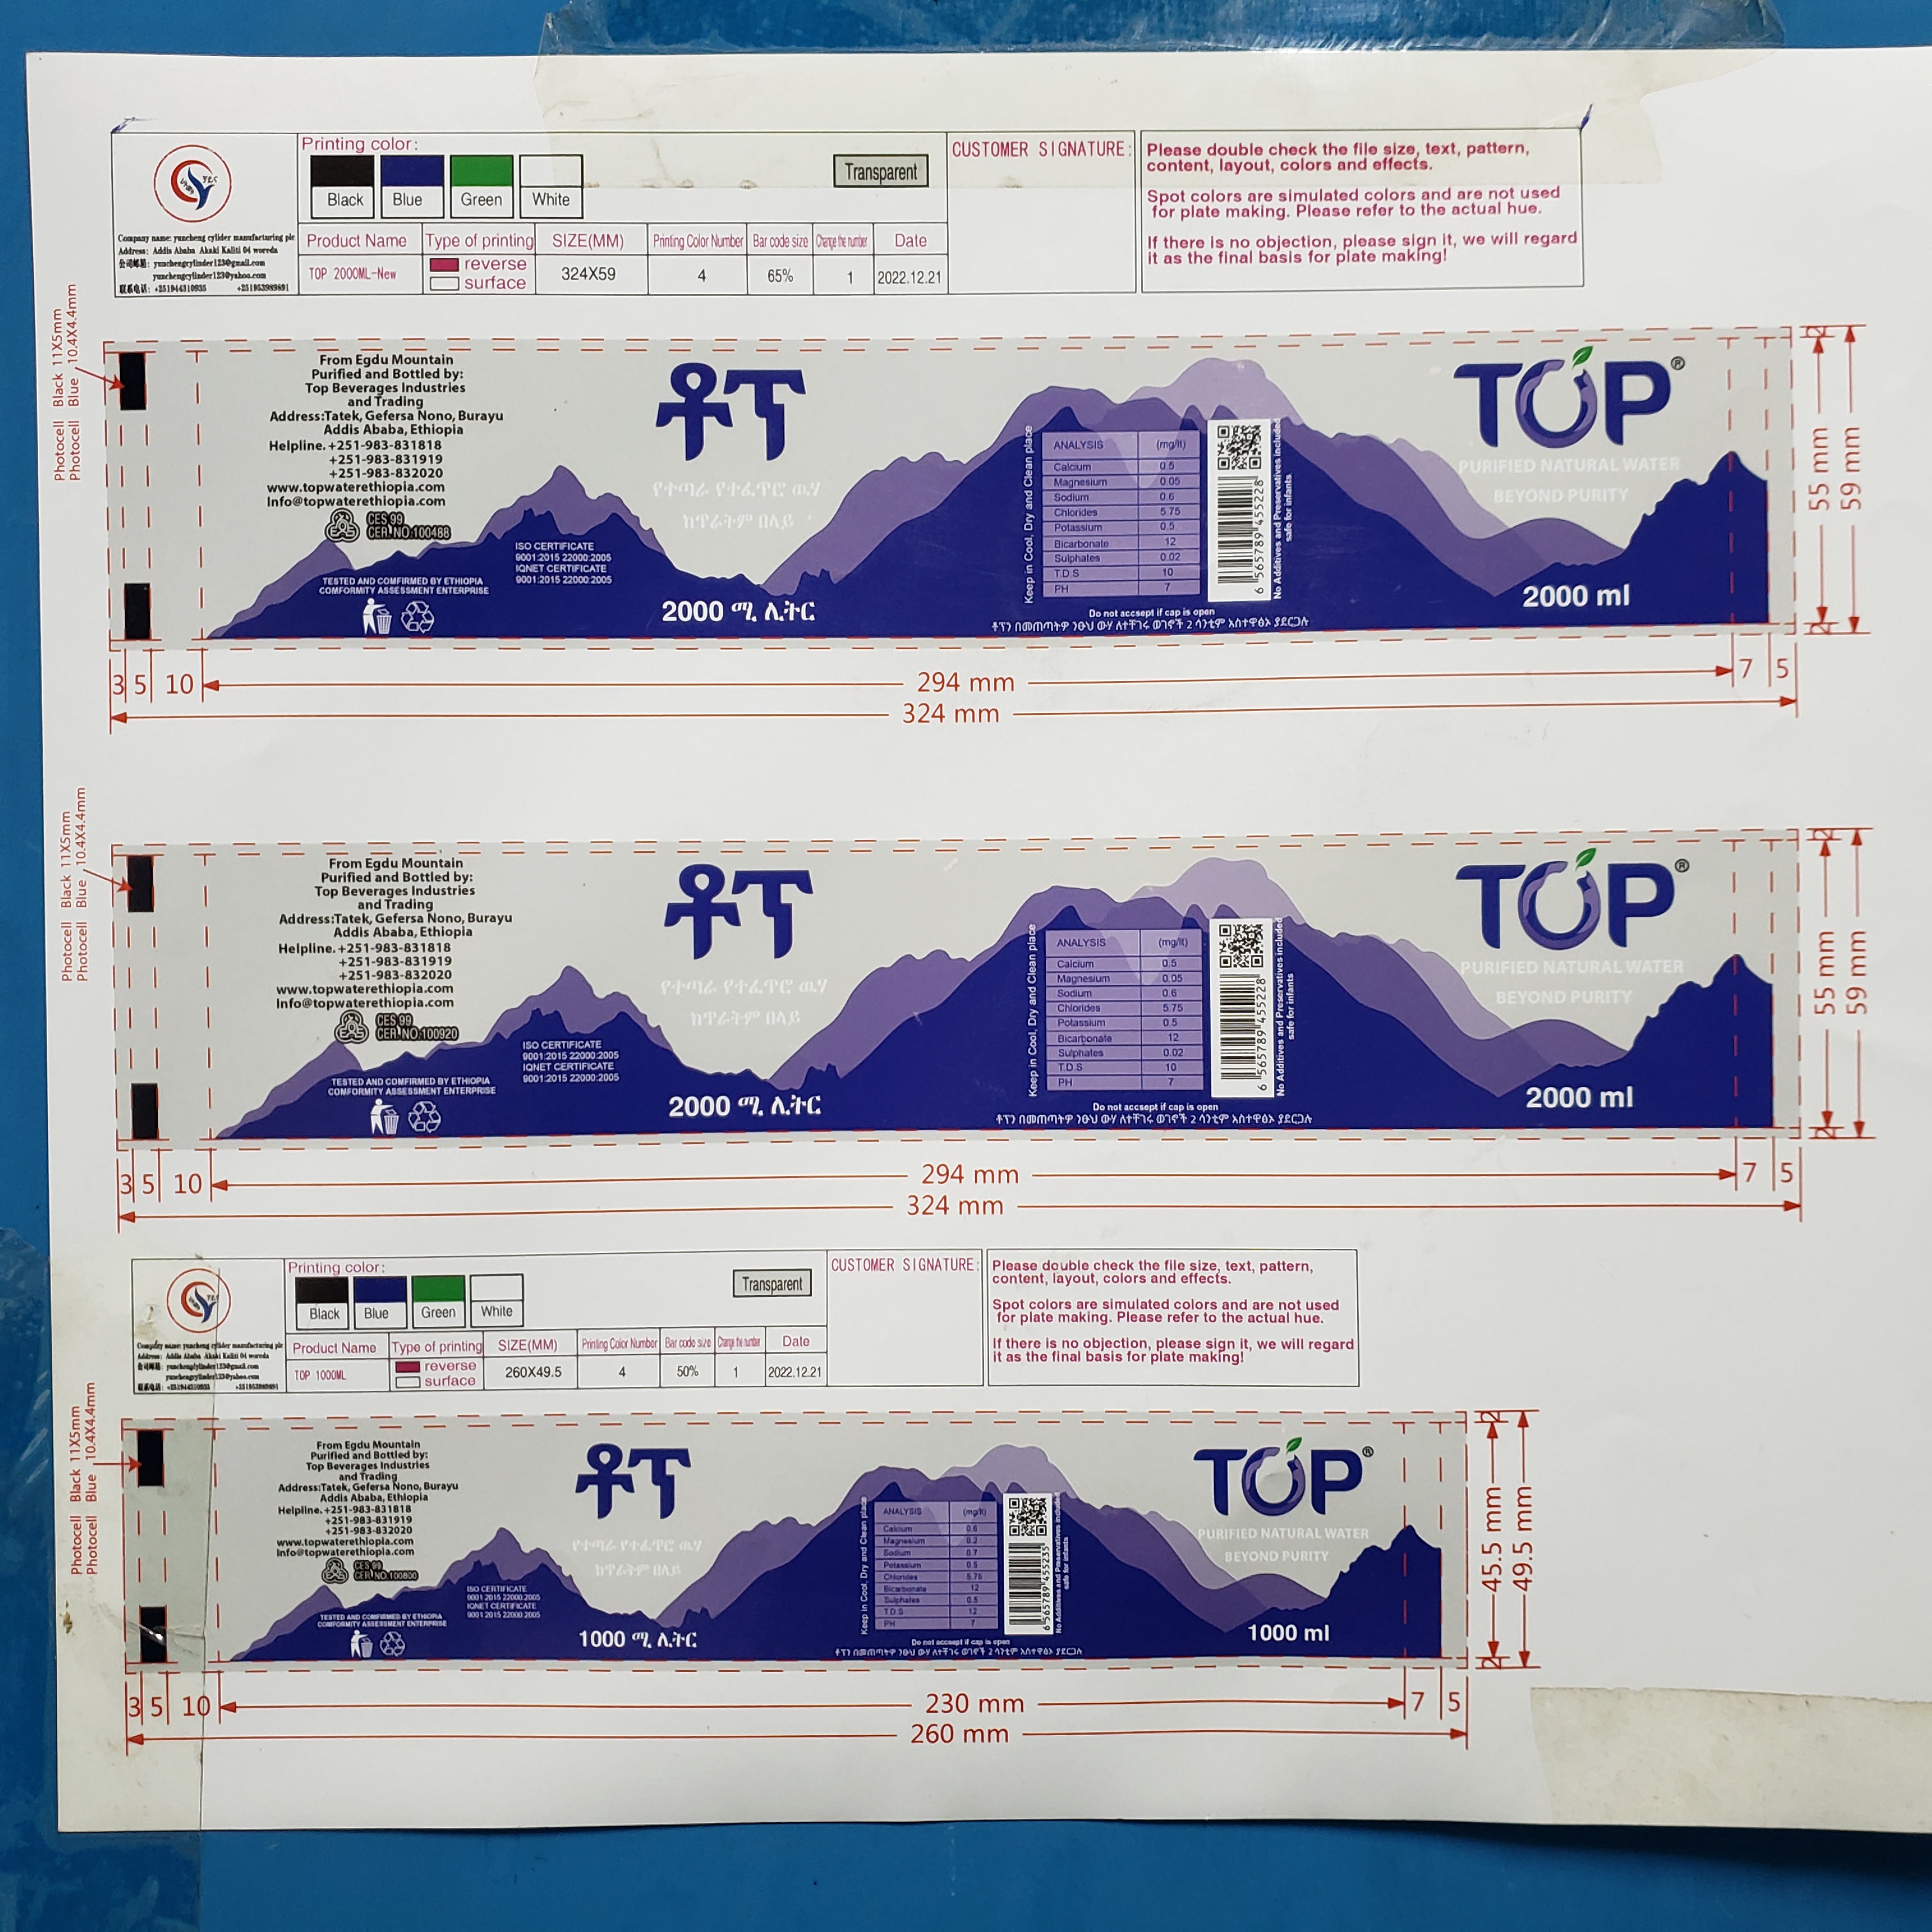 Printing color:
Black
Blue
Green
White
Transparent
CUSTOMER SIGNATURE:
Please double check the file size, text, pattern,
content, layout, colors and effects.
Spot colors are simulated colors and are not used
for plate making. Please refer to the actual hue.
If there is no objection, please sign it, we will regard
it as the final basis for plate making!
Company name: yuncheng cylider manufacturing plc
Address: Addis Ababa Akaki Kaliti 04 woreda
公司邮箱: yunchengcylinder123@gmail.com
yunchengcylinder123@yahoo.com
联系电话: +251944310935 +251953989891
Product Name Type of printing SIZE(MM) Printing Color Number Bar code size Change the number Date
TOP 2000ML-New reverse surface 324X59 4 65% 1 2022.12.21
Photocell Black 11X5mm
Photocell Blue 10.4X4.4mm
From Egdu Mountain
Purified and Bottled by:
Top Beverages Industries
and Trading
Address:Tatek, Gefersa Nono, Burayu
Addis Ababa, Ethiopia
Helpline. +251-983-831818
+251-983-831919
+251-983-832020
www.topwaterethiopia.com
Info@topwaterethiopia.com
CES 99
CER.NO:100488
TESTED AND COMFIRMED BY ETHIOPIA
COMFORMITY ASSESSMENT ENTERPRISE
ISO CERTIFICATE
9001:2015 22000:2005
IQNET CERTIFICATE
9001:2015 22000:2005
ቶፕ
የተጣራ የተፈጥሮ ዉሃ
ከጥራትም በላይ
2000 ሚ. ሊትር
Keep in Cool, Dry and Clean place
ANALYSIS (mg/lt)
Calcium 0.5
Magnesium 0.05
Sodium 0.6
Chlorides 5.75
Potassium 0.5
Bicarbonate 12
Sulphates 0.02
T.D.S 10
PH 7
6 565789 455228
No Additives and Preservatives included
safe for infants
Do not accsept if cap is open
ቶፕን በመጠጣትዎ ንፁህ ውሃ ለተቸገሩ ወገኖች 2 ሳንቲም አስተዋፅኦ ያደርጋሉ
TOP®
PURIFIED NATURAL WATER
BEYOND PURITY
2000 ml
2
55 mm
59 mm
2
3 5 10 294 mm 7 5
324 mm
Photocell Black 11X5mm
Photocell Blue 10.4X4.4mm
From Egdu Mountain
Purified and Bottled by:
Top Beverages Industries
and Trading
Address:Tatek, Gefersa Nono, Burayu
Addis Ababa, Ethiopia
Helpline. +251-983-831818
+251-983-831919
+251-983-832020
www.topwaterethiopia.com
Info@topwaterethiopia.com
CES 99
CER.NO:100920
TESTED AND COMFIRMED BY ETHIOPIA
COMFORMITY ASSESSMENT ENTERPRISE
ISO CERTIFICATE
9001:2015 22000:2005
IQNET CERTIFICATE
9001:2015 22000:2005
ቶፕ
የተጣራ የተፈጥሮ ዉሃ
ከጥራትም በላይ
2000 ሚ. ሊትር
Keep in Cool, Dry and Clean place
ANALYSIS (mg/lt)
Calcium 0.5
Magnesium 0.05
Sodium 0.6
Chlorides 5.75
Potassium 0.5
Bicarbonate 12
Sulphates 0.02
T.D.S 10
PH 7
6 565789 455228
No Additives and Preservatives included
safe for infants
Do not accsept if cap is open
ቶፕን በመጠጣትዎ ንፁህ ውሃ ለተቸገሩ ወገኖች 2 ሳንቲም አስተዋፅኦ ያደርጋሉ
TOP®
PURIFIED NATURAL WATER
BEYOND PURITY
2000 ml
2
55 mm
59 mm
2
3 5 10 294 mm 7 5
324 mm
Printing color:
Black
Blue
Green
White
Transparent
CUSTOMER SIGNATURE:
Please double check the file size, text, pattern,
content, layout, colors and effects.
Spot colors are simulated colors and are not used
for plate making. Please refer to the actual hue.
If there is no objection, please sign it, we will regard
it as the final basis for plate making!
Company name: yuncheng cylider manufacturing plc
Address: Addis Ababa Akaki Kaliti 04 woreda
公司邮箱: yunchengcylinder123@gmail.com
yunchengcylinder123@yahoo.com
联系电话: +251944310935 +251953989891
Product Name Type of printing SIZE(MM) Printing Color Number Bar code size Change the number Date
TOP 1000ML reverse surface 260X49.5 4 50% 1 2022.12.21
Photocell Black 11X5mm
Photocell Blue 10.4X4.4mm
From Egdu Mountain
Purified and Bottled by:
Top Beverages Industries
and Trading
Address:Tatek, Gefersa Nono, Burayu
Addis Ababa, Ethiopia
Helpline. +251-983-831818
+251-983-831919
+251-983-832020
www.topwaterethiopia.com
Info@topwaterethiopia.com
CES 99
CER.NO:100800
TESTED AND COMFIRMED BY ETHIOPIA
COMFORMITY ASSESSMENT ENTERPRISE
ISO CERTIFICATE
9001:2015 22000:2005
IQNET CERTIFICATE
9001:2015 22000:2005
ቶፕ
የተጣራ የተፈጥሮ ዉሃ
ከጥራትም በላይ
1000 ሚ. ሊትር
Keep in Cool, Dry and Clean place
ANALYSIS (mg/lt)
Calcium 0.6
Magnesium 0.2
Sodium 0.7
Potassium 0.5
Chlorides 5.75
Bicarbonate 12
Sulphates 0.5
T.D.S 12
PH 7
6 565789 455235
No Additives and Preservatives included
safe for infants
Do not accsept if cap is open
ቶፕን በመጠጣትዎ ንፁህ ውሃ ለተቸገሩ ወገኖች 2 ሳንቲም አስተዋፅኦ ያደርጋሉ
TOP®
PURIFIED NATURAL WATER
BEYOND PURITY
1000 ml
2
45.5 mm
49.5 mm
2
3 5 10 230 mm 7 5
260 mm